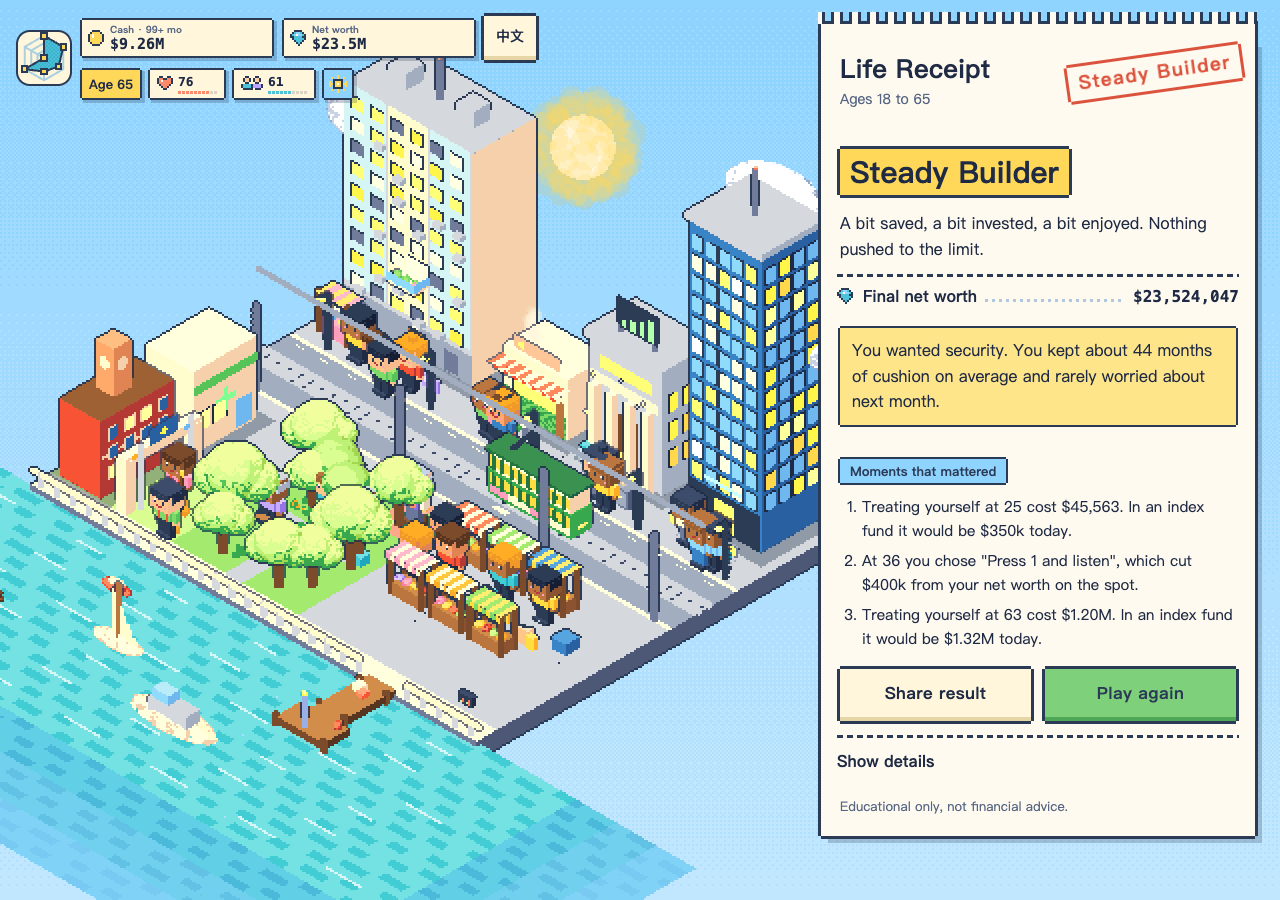 Cash · 99+ mo
$9.26M
Net worth
$23.5M
中文
Age 65
76
61
Life Receipt
Ages 18 to 65
Steady Builder
Steady Builder
A bit saved, a bit invested, a bit enjoyed. Nothing
pushed to the limit.
Final net worth $23,524,047
You wanted security. You kept about 44 months
of cushion on average and rarely worried about
next month.
Moments that mattered
1. Treating yourself at 25 cost $45,563. In an index
fund it would be $350k today.
2. At 36 you chose "Press 1 and listen", which cut
$400k from your net worth on the spot.
3. Treating yourself at 63 cost $1.20M. In an index fund
it would be $1.32M today.
Share result
Play again
Show details
Educational only, not financial advice.